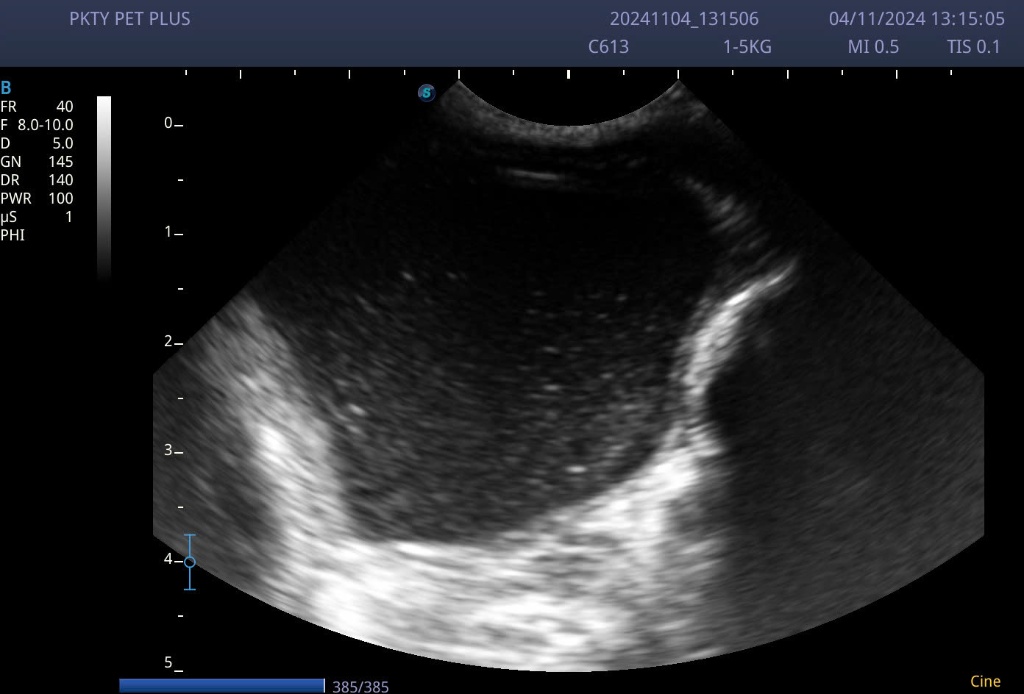 PKTY PET PLUS
20241104_131506
04/11/2024 13:15:05
C613
1-5KG
MI 0.5
TIS 0.1
B
FR 40
F 8.0-10.0
D 5.0
GN 145
DR 140
PWR 100
µS 1
PHI
S
0
1
2
3
4
5
385/385
Cine